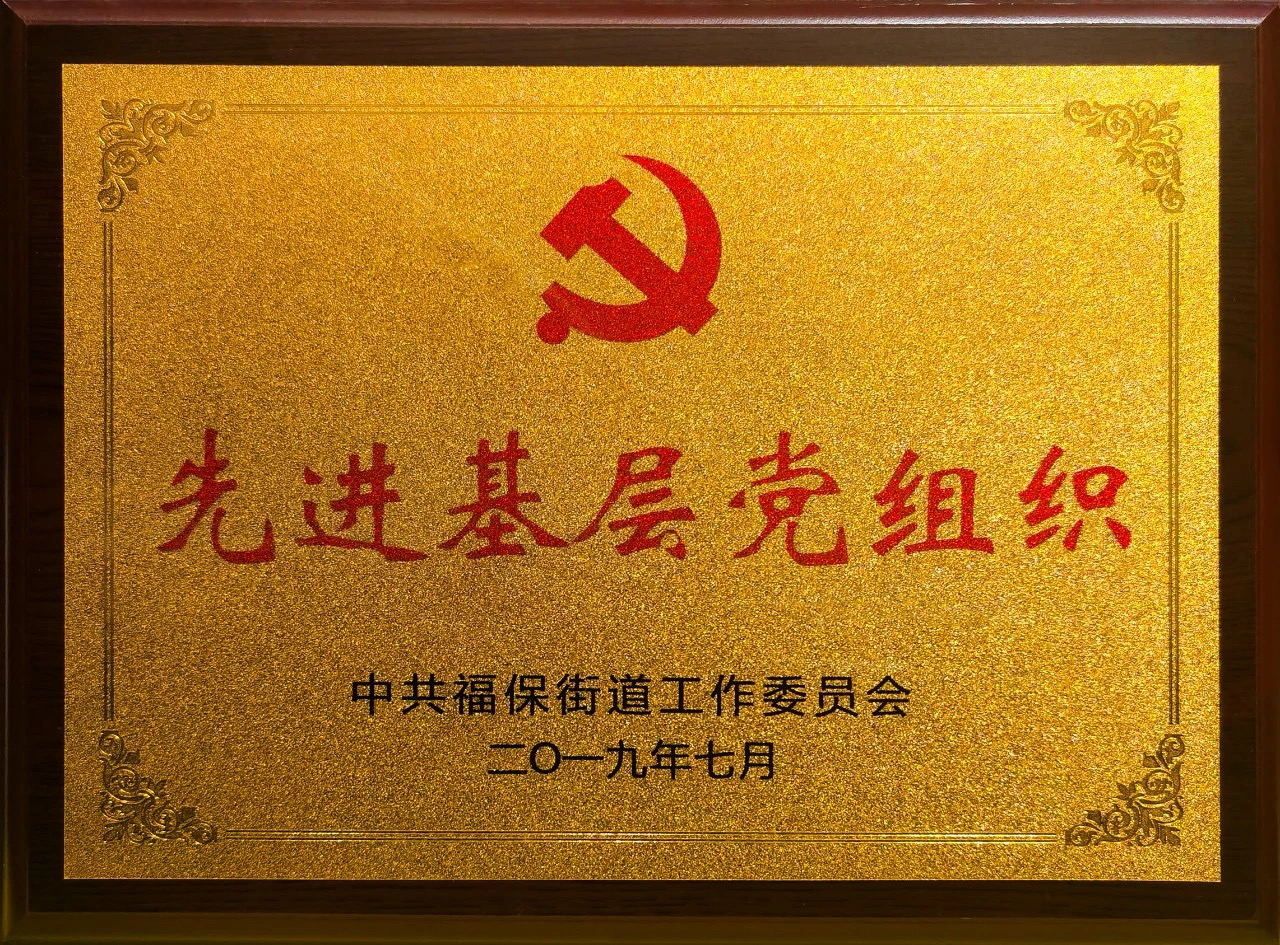 先进基层党组织
中共福保街道工作委员会
二〇一九年七月